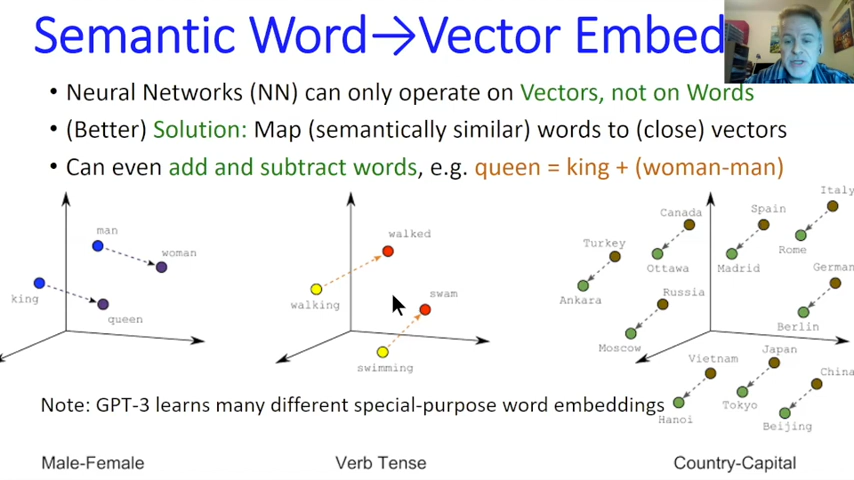 Semantic Word→Vector Embed
• Neural Networks (NN) can only operate on Vectors, not on Words
• (Better) Solution: Map (semantically similar) words to (close) vectors
• Can even add and subtract words, e.g. queen = king + (woman-man)
man
woman
king
queen
walked
walking
swam
swimming
Italy
Canada
Spain
Turkey
Rome
Ottawa
Madrid
German
Ankara
Russia
Berlin
Moscow
Vietnam
Japan
China
Note: GPT-3 learns many different special-purpose word embeddings
Hanoi
Tokyo
Beijing
Male-Female
Verb Tense
Country-Capital